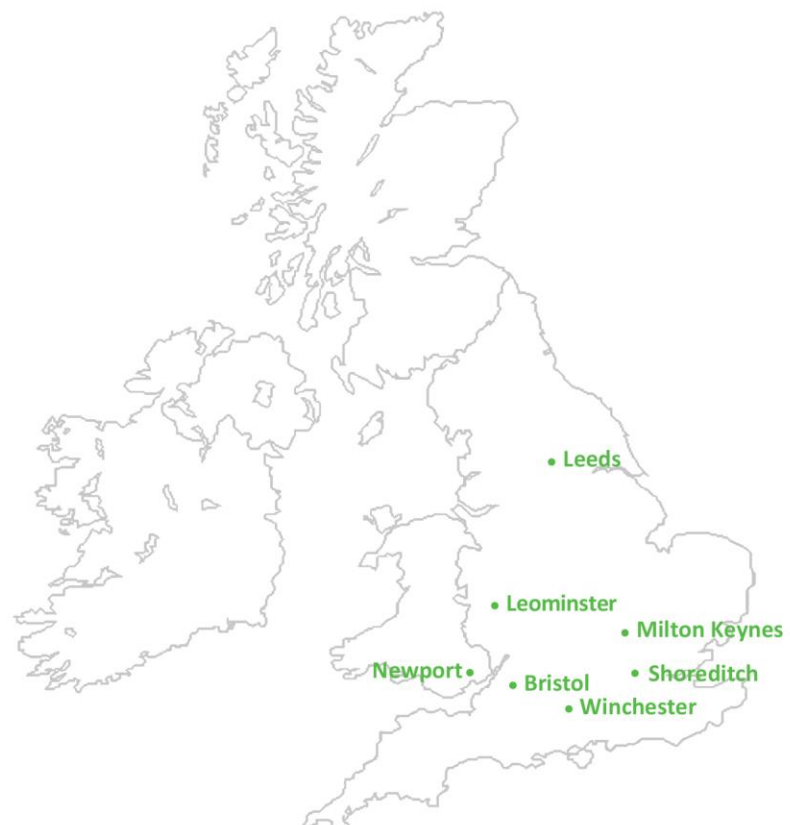 Leeds
Leominster
Milton Keynes
Newport
Shoreditch
Bristol
Winchester